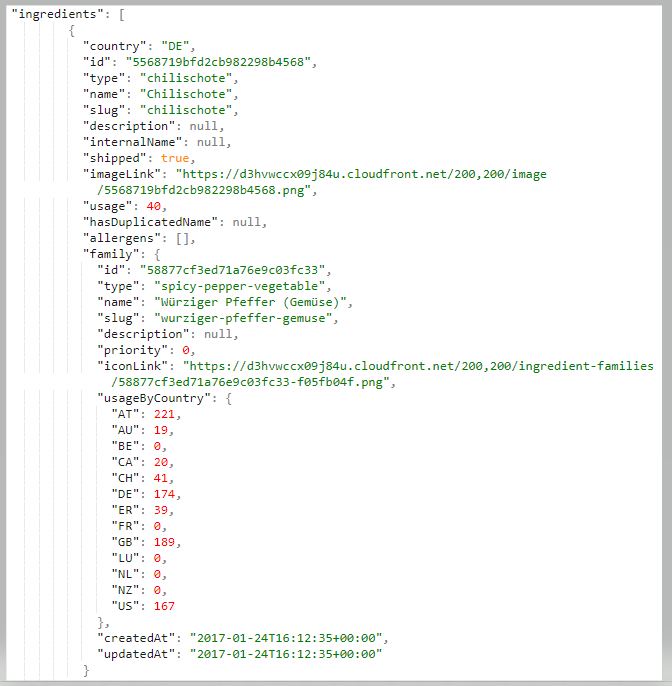 "ingredients": [
{
"country": "DE",
"id": "5568719bfd2cb982298b4568",
"type": "chilischote",
"name": "Chilischote",
"slug": "chilischote",
"description": null,
"internalName": null,
"shipped": true,
"imageLink": "https://d3hvwccx09j84u.cloudfront.net/200,200/image
/5568719bfd2cb982298b4568.png",
"usage": 40,
"hasDuplicatedName": null,
"allergens": [],
"family": {
"id": "58877cf3ed71a76e9c03fc33",
"type": "spicy-pepper-vegetable",
"name": "Würziger Pfeffer (Gemüse)",
"slug": "wurziger-pfeffer-gemuse",
"description": null,
"priority": 0,
"iconLink": "https://d3hvwccx09j84u.cloudfront.net/200,200/ingredient-families
/58877cf3ed71a76e9c03fc33-f05fb04f.png",
"usageByCountry": {
"AT": 221,
"AU": 19,
"BE": 0,
"CA": 20,
"CH": 41,
"DE": 174,
"ER": 39,
"FR": 0,
"GB": 189,
"LU": 0,
"NL": 0,
"NZ": 0,
"US": 167
},
"createdAt": "2017-01-24T16:12:35+00:00",
"updatedAt": "2017-01-24T16:12:35+00:00"
}